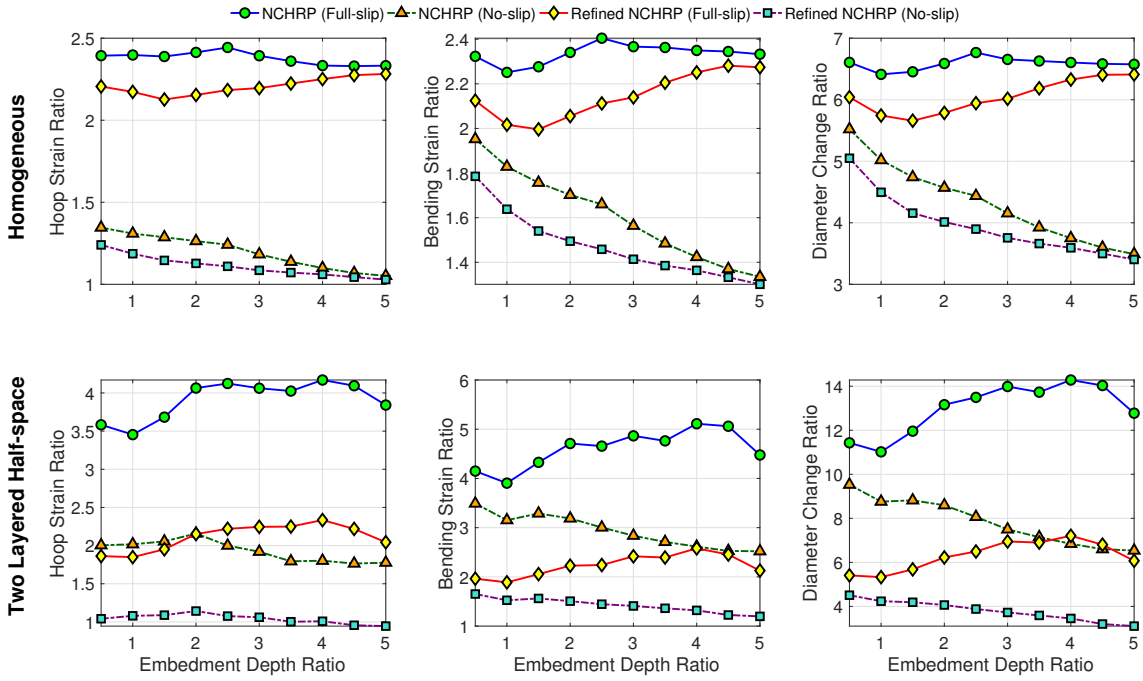 NCHRP (Full-slip) NCHRP (No-slip) Refined NCHRP (Full-slip) Refined NCHRP (No-slip)
Homogeneous
Hoop Strain Ratio
2.5
2
1.5
1
1 2 3 4 5
Bending Strain Ratio
2.4
2.2
2
1.8
1.6
1.4
1 2 3 4 5
Diameter Change Ratio
7
6
5
4
3
1 2 3 4 5
Two Layered Half-space
Hoop Strain Ratio
4
3.5
3
2.5
2
1.5
1
1 2 3 4 5
Embedment Depth Ratio
Bending Strain Ratio
6
5
4
3
2
1
1 2 3 4 5
Embedment Depth Ratio
Diameter Change Ratio
14
12
10
8
6
4
1 2 3 4 5
Embedment Depth Ratio